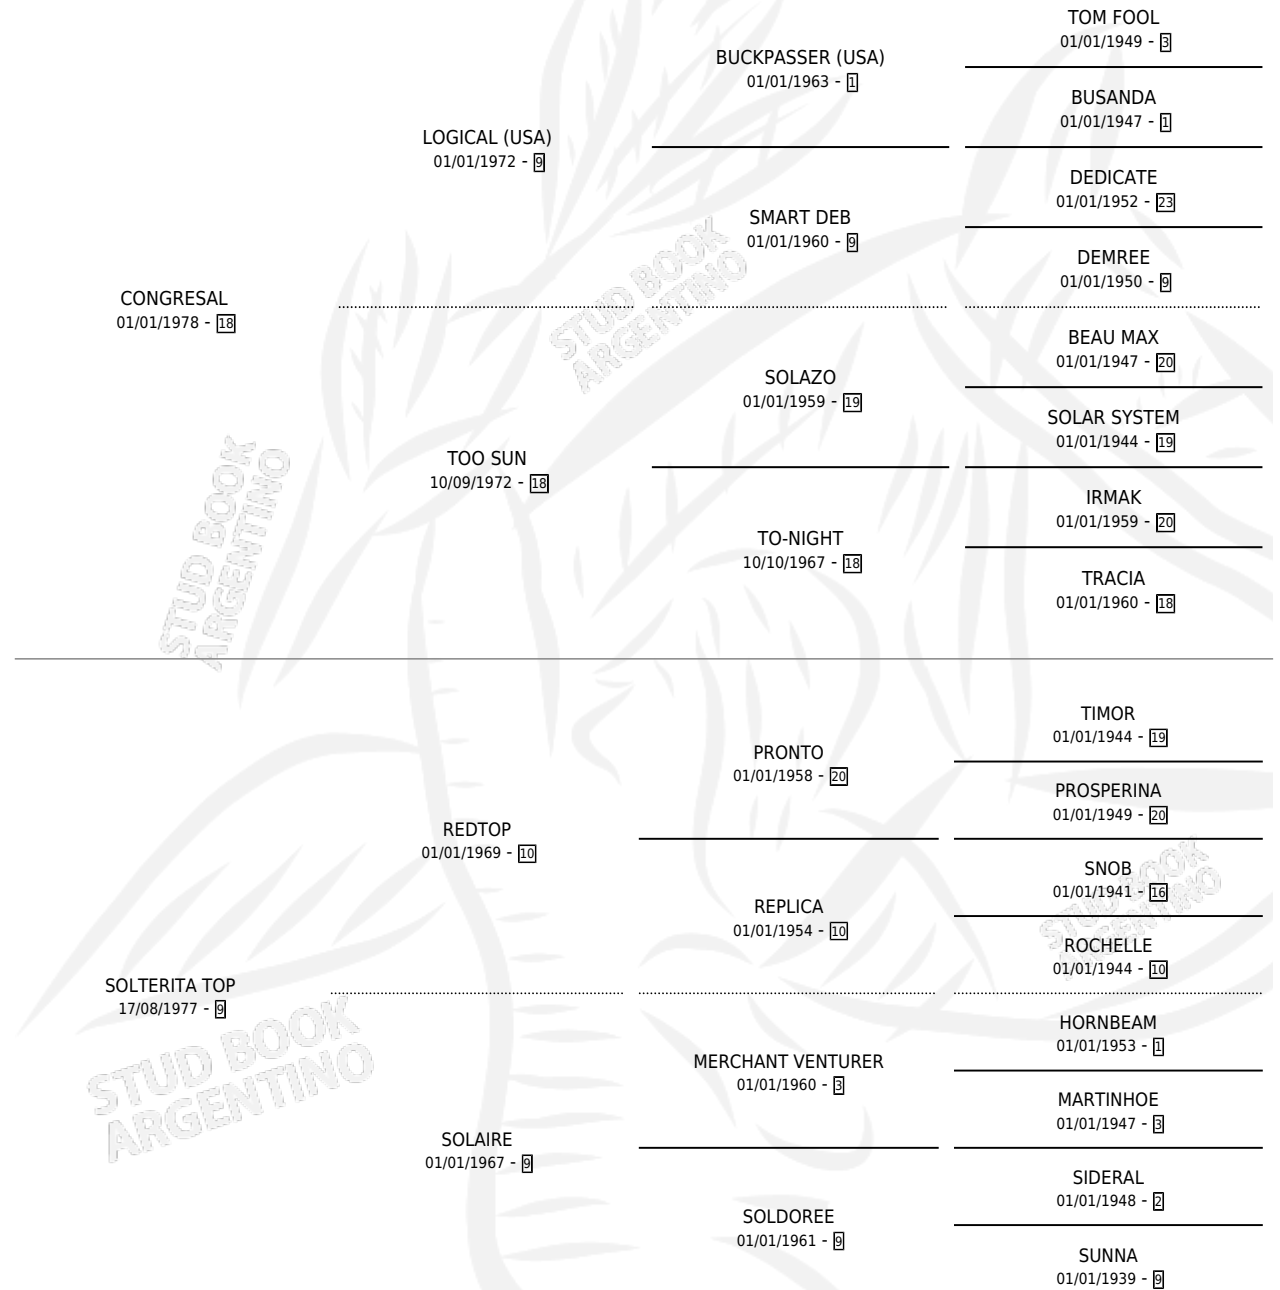 TOM FOOL
01/01/1949 - 3
BUCKPASSER (USA)
01/01/1963 - 1
BUSANDA
01/01/1947 - 1
LOGICAL (USA)
01/01/1972 - 9
DEDICATE
01/01/1952 - 23
SMART DEB
01/01/1960 - 9
DEMREE
01/01/1950 - 9
CONGRESAL
01/01/1978 - 18
BEAU MAX
01/01/1947 - 20
SOLAZO
01/01/1959 - 19
SOLAR SYSTEM
01/01/1944 - 19
TOO SUN
10/09/1972 - 18
IRMAK
01/01/1959 - 20
TO-NIGHT
10/10/1967 - 18
TRACIA
01/01/1960 - 18
TIMOR
01/01/1944 - 19
PRONTO
01/01/1958 - 20
PROSPERINA
01/01/1949 - 20
REDTOP
01/01/1969 - 10
SNOB
01/01/1941 - 16
REPLICA
01/01/1954 - 10
ROCHELLE
01/01/1944 - 10
SOLTERITA TOP
17/08/1977 - 9
HORNBEAM
01/01/1953 - 1
MERCHANT VENTURER
01/01/1960 - 3
MARTINHOE
01/01/1947 - 3
SOLAIRE
01/01/1967 - 9
SIDERAL
01/01/1948 - 2
SOLDOREE
01/01/1961 - 9
SUNNA
01/01/1939 - 9
STUD BOOK
ARGENTINO
STUD BOOK
ARGENTINO
STUD BOOK
ARGENTINO
STUD BOOK
ARGENTINO